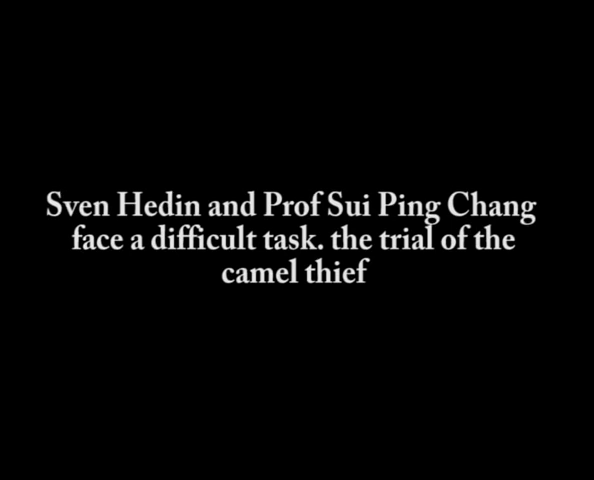 Sven Hedin and Prof Sui Ping Chang
face a difficult task. the trial of the
camel thief